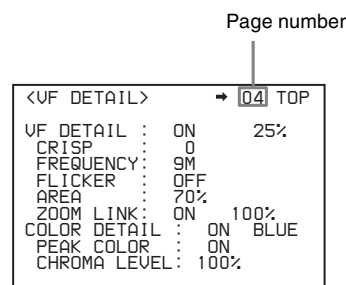 Page number
<VF DETAIL> → 04 TOP
VF DETAIL : ON 25%
CRISP : 0
FREQUENCY: 9M
FLICKER : OFF
AREA : 70%
ZOOM LINK: ON 100%
COLOR DETAIL : ON BLUE
PEAK COLOR : ON
CHROMA LEVEL: 100%